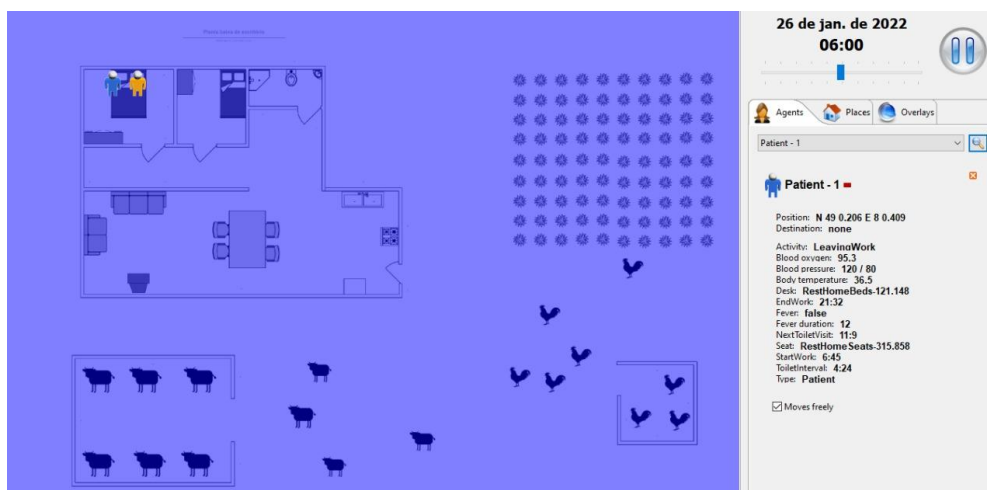 26 de jan. de 2022
06:00
Agents
Places
Overlays
Patient - 1
Patient - 1
Position: N 49 0.206 E 8 0.409
Destination: none
Activity: LeavingWork
Blood oxygen: 95.3
Blood pressure: 120 / 80
Body temperature: 36.5
Desk: RestHomeBeds-121.148
EndWork: 21:32
Fever: false
Fever duration: 12
NextToiletVisit: 11:9
Seat: RestHomeSeats-315.858
StartWork: 6:45
ToiletInterval: 4:24
Type: Patient
Moves freely